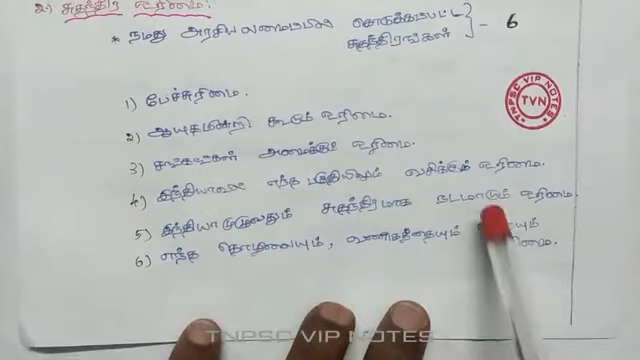 2) சுதந்திர உரிமை:
* நமது அரசியலமைப்பில் கொடுக்கப்பட்ட சுதந்திரங்கள் } - 6
1) பேச்சுரிமை.
2) ஆயுதமின்றி கூடும் உரிமை.
3) சங்கங்கள் அமைக்கும் உரிமை.
4) இந்தியாவின் எந்த பகுதியிலும் வசிக்கும் உரிமை.
5) இந்தியா முழுவதும் சுதந்திரமாக நடமாடும் உரிமை.
6) எந்த தொழிலையும், வணிகத்தையும்
TNPSC VIP NOTES
TVN
TNPSC VIP NOTES